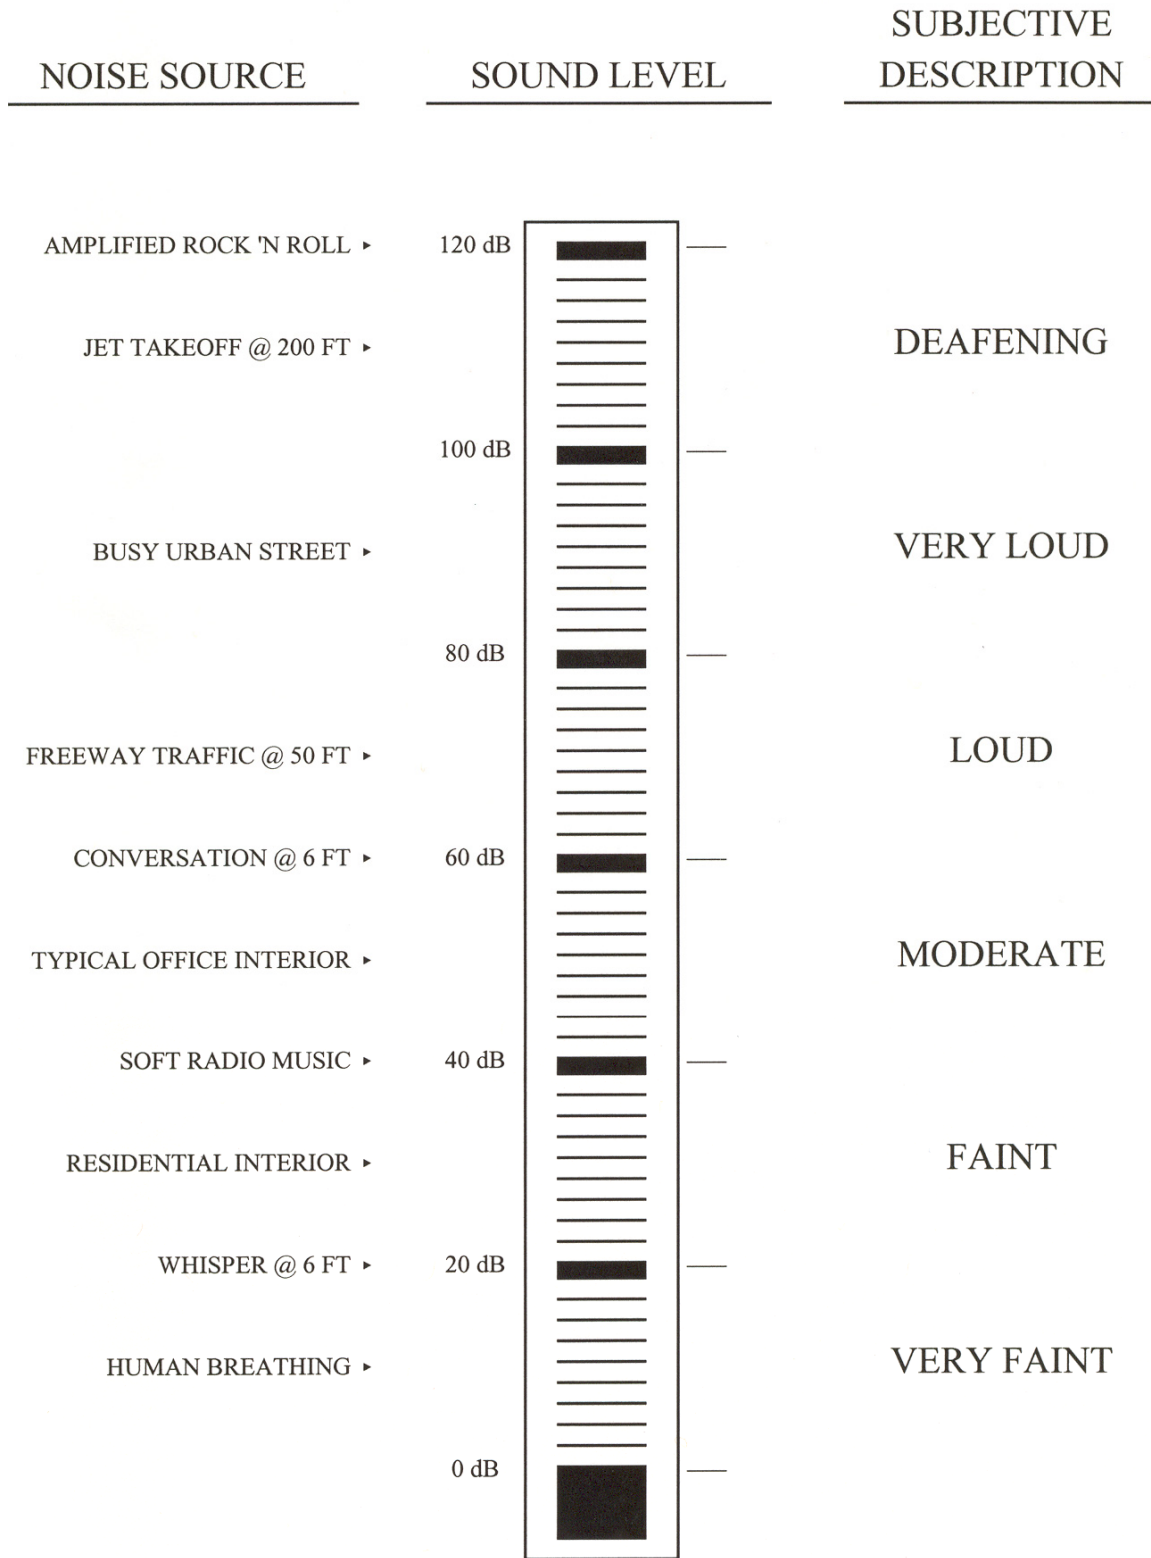 NOISE SOURCE
SOUND LEVEL
SUBJECTIVE
DESCRIPTION
AMPLIFIED ROCK 'N ROLL ▸
120 dB
JET TAKEOFF @ 200 FT ▸
DEAFENING
100 dB
BUSY URBAN STREET ▸
VERY LOUD
80 dB
FREEWAY TRAFFIC @ 50 FT ▸
LOUD
CONVERSATION @ 6 FT ▸
60 dB
TYPICAL OFFICE INTERIOR ▸
MODERATE
SOFT RADIO MUSIC ▸
40 dB
RESIDENTIAL INTERIOR ▸
FAINT
WHISPER @ 6 FT ▸
20 dB
HUMAN BREATHING ▸
VERY FAINT
0 dB